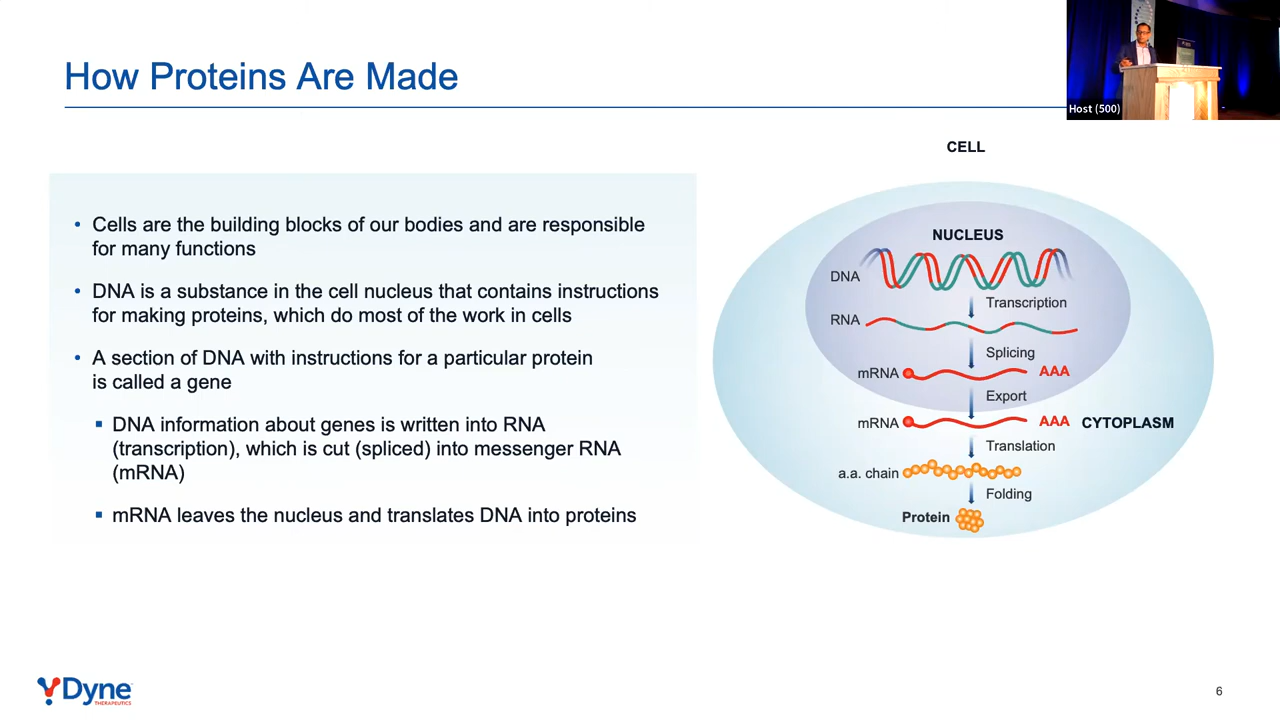 How Proteins Are Made
Host (500)
• Cells are the building blocks of our bodies and are responsible
for many functions
• DNA is a substance in the cell nucleus that contains instructions
for making proteins, which do most of the work in cells
• A section of DNA with instructions for a particular protein
is called a gene
▪ DNA information about genes is written into RNA
(transcription), which is cut (spliced) into messenger RNA
(mRNA)
▪ mRNA leaves the nucleus and translates DNA into proteins
CELL
NUCLEUS
DNA
Transcription
RNA
Splicing
mRNA AAA
Export
mRNA AAA CYTOPLASM
Translation
a.a. chain
Folding
Protein
Dyne
THERAPEUTICS
6